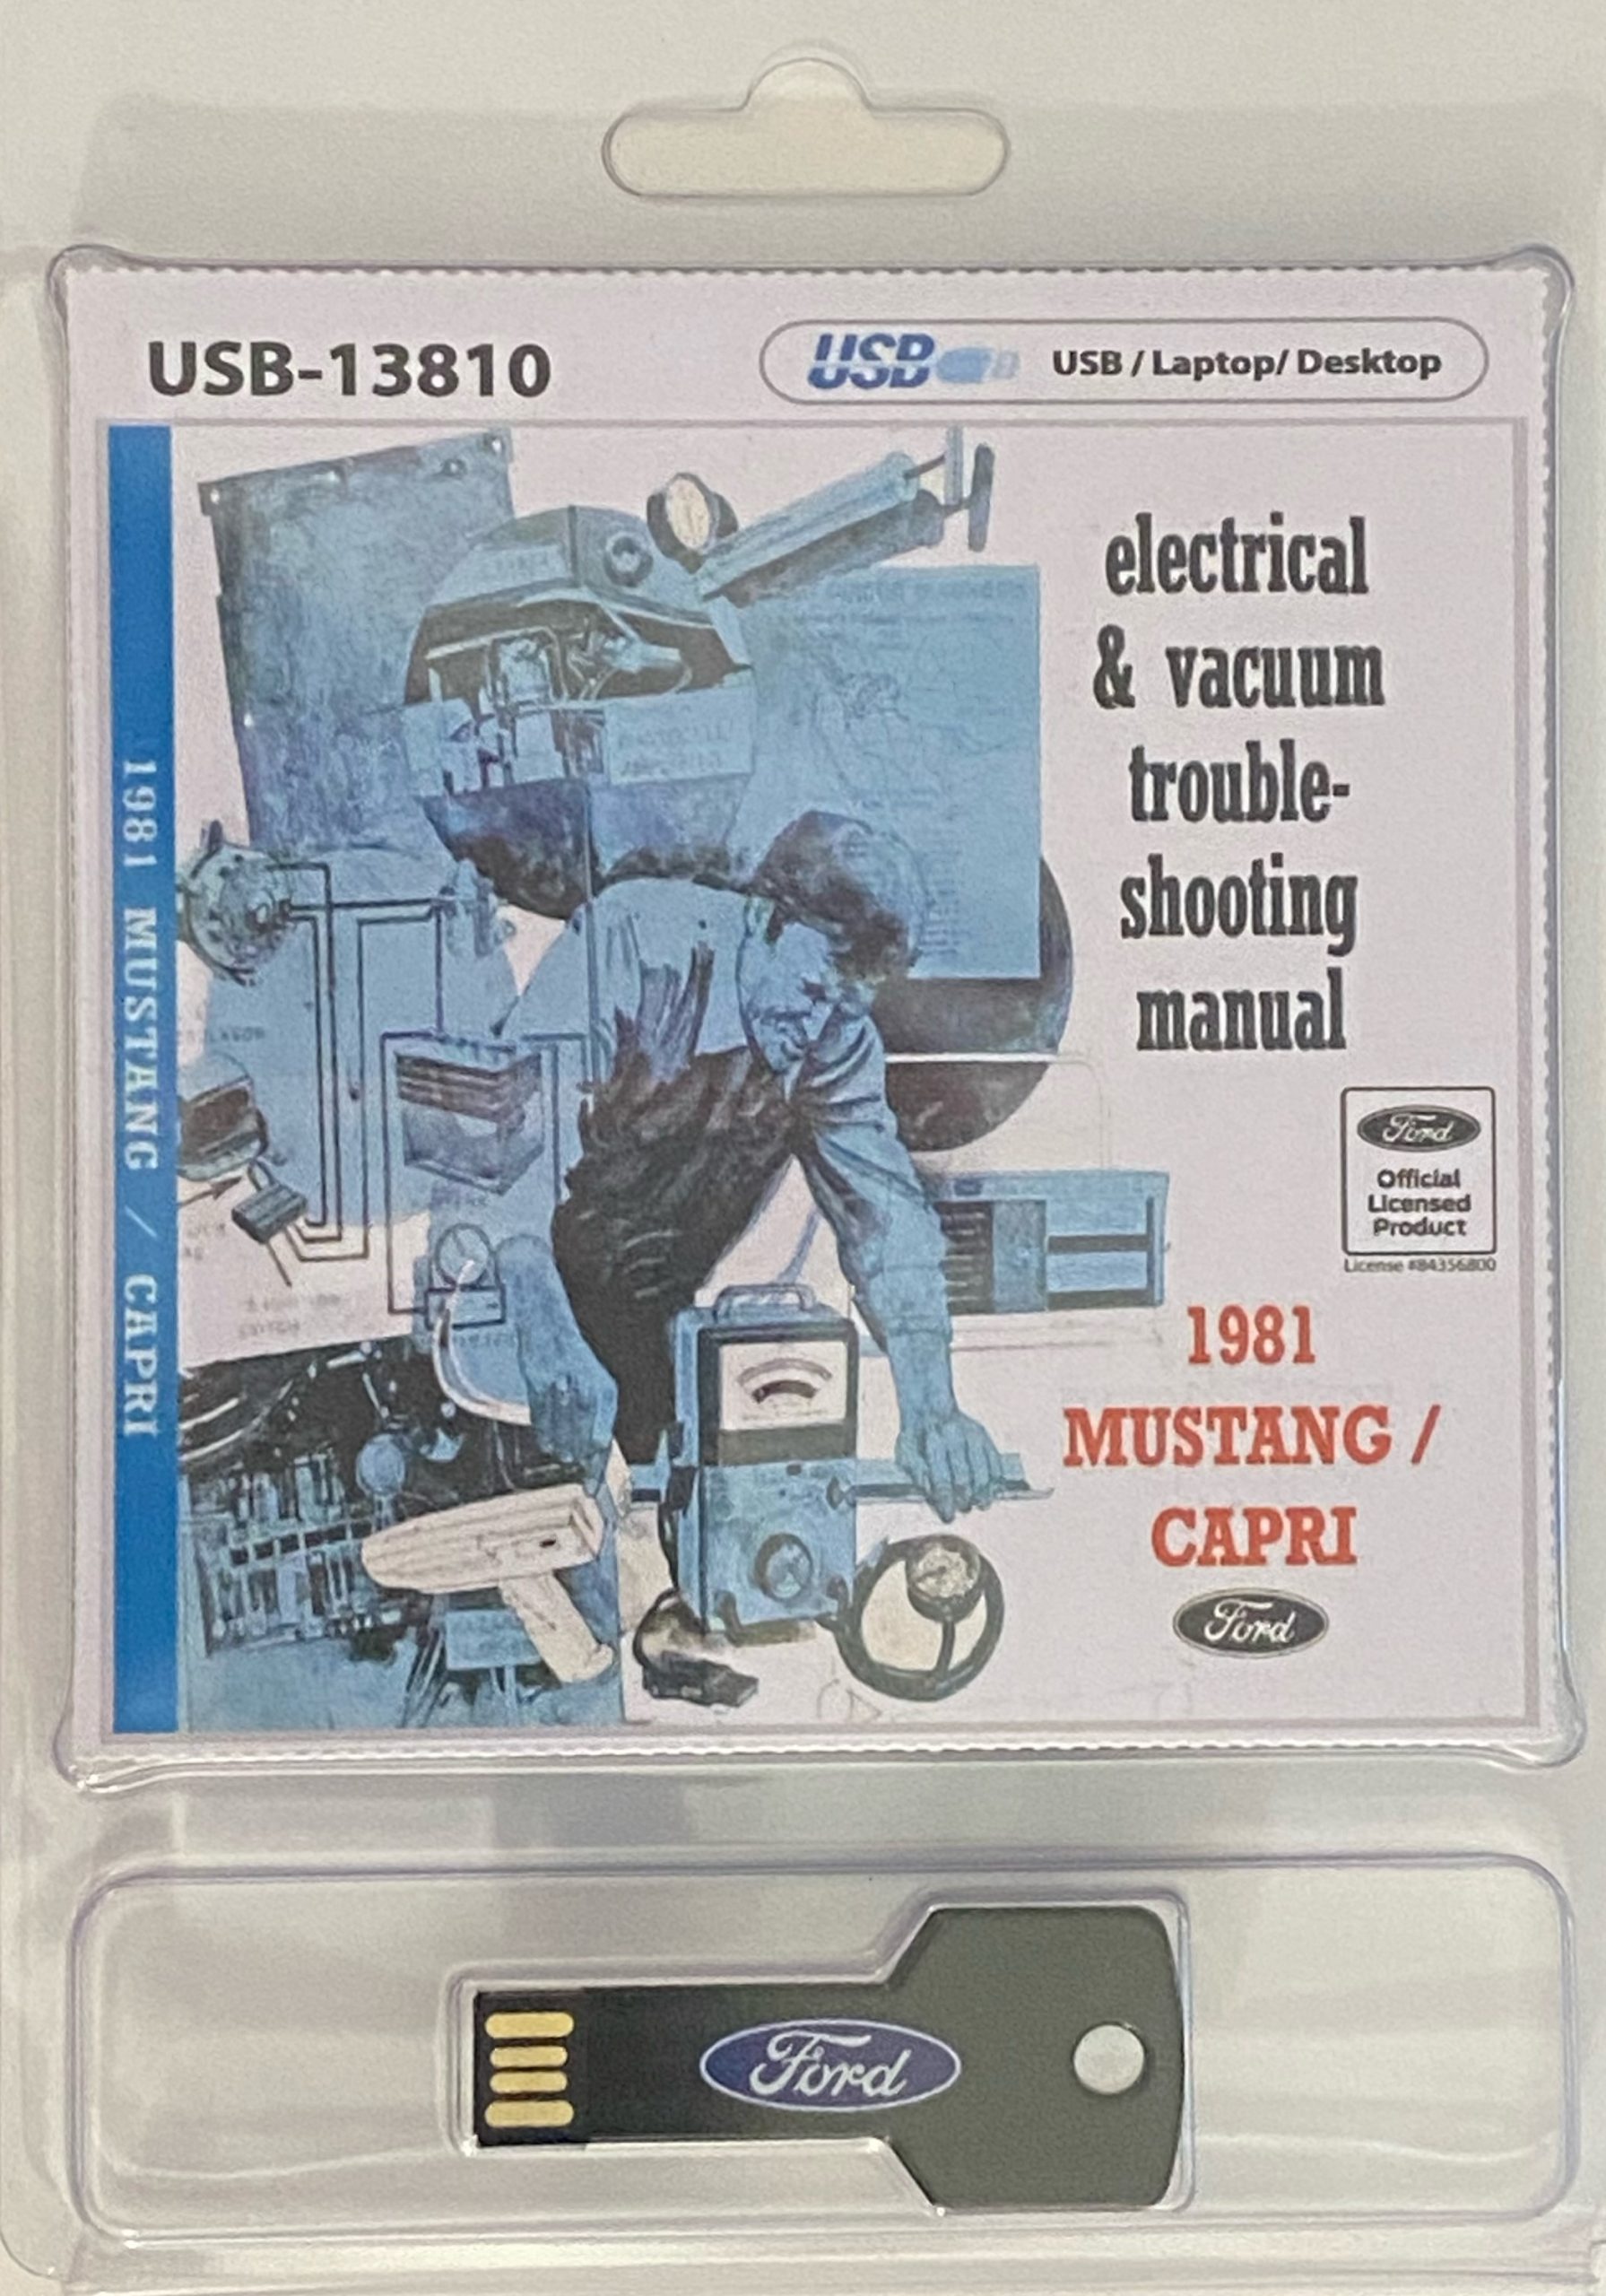 USB-13810
USB USB / Laptop/ Desktop
electrical
& vacuum
trouble-
shooting
manual
Ford
Official
Licensed
Product
License #84356800
1981
MUSTANG /
CAPRI
Ford
1981 MUSTANG / CAPRI
Ford